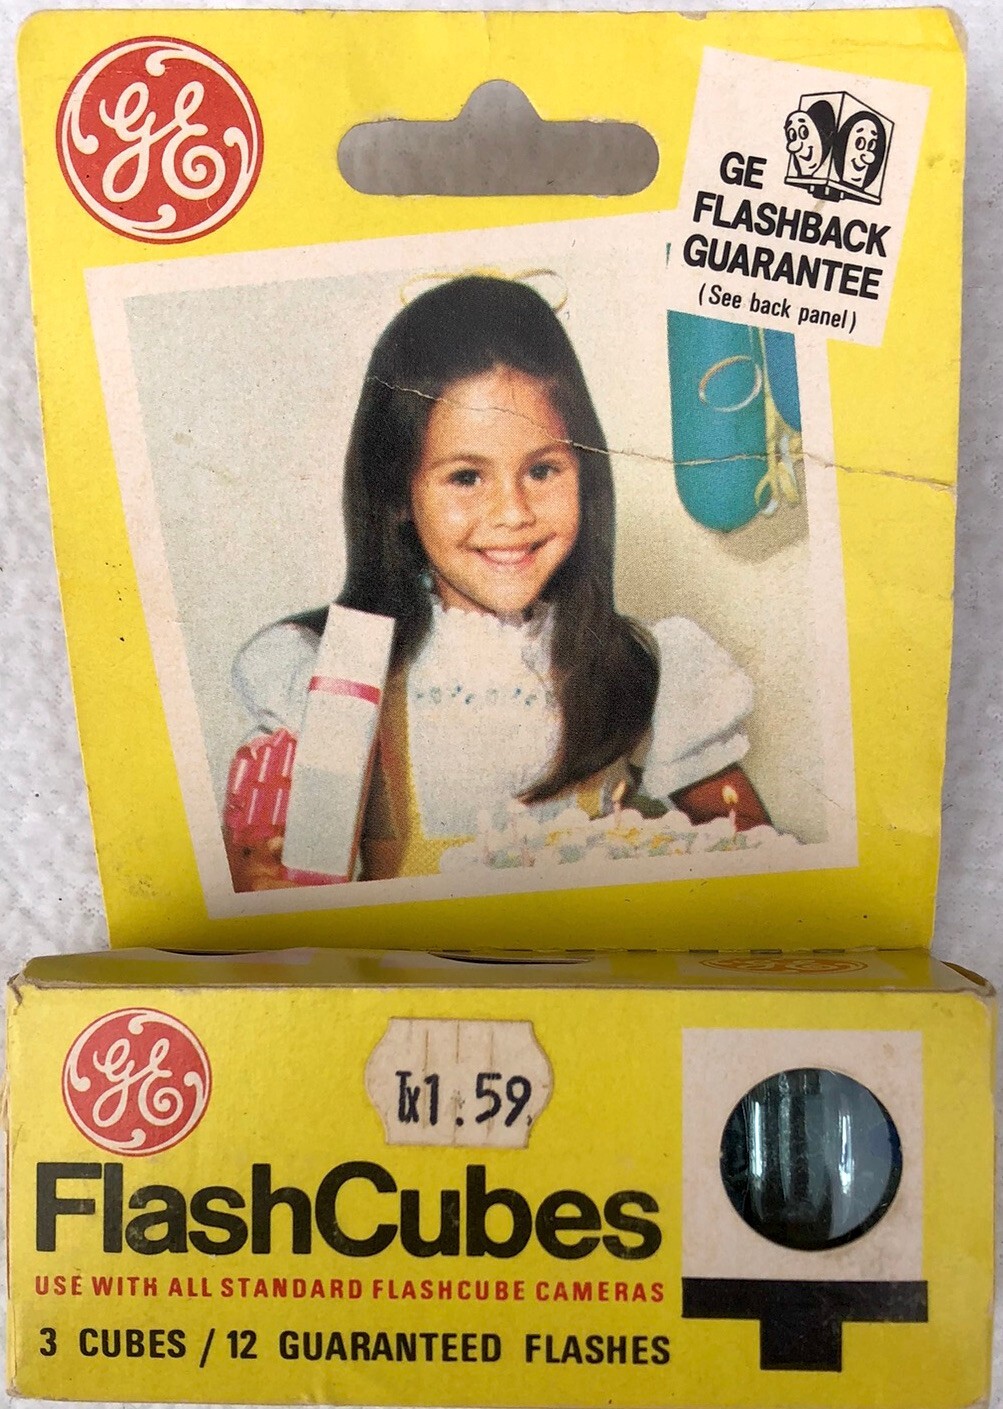 GE
GE
FLASHBACK
GUARANTEE
(See back panel)
GE
Tx1.59
FlashCubes
USE WITH ALL STANDARD FLASHCUBE CAMERAS
3 CUBES / 12 GUARANTEED FLASHES